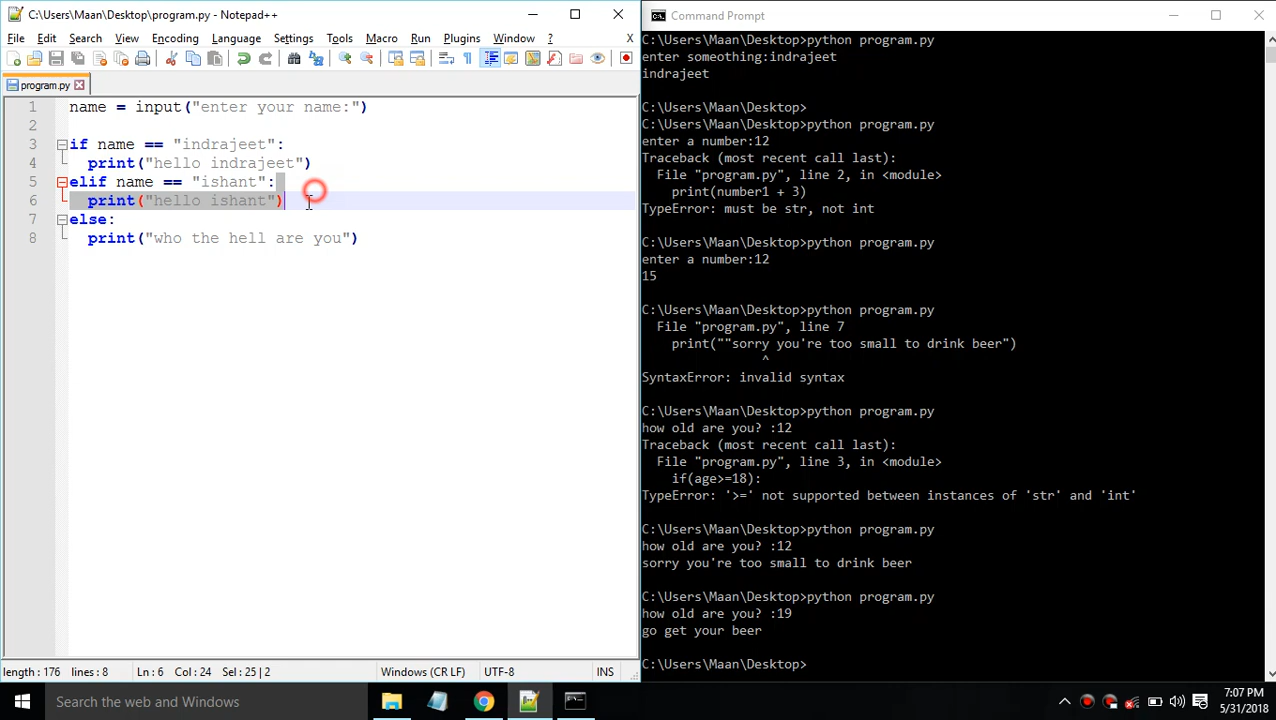 C:\Users\Maan\Desktop\program.py - Notepad++
File Edit Search View Encoding Language Settings Tools Macro Run Plugins Window ? X
program.py
1 name = input("enter your name:")
2
3 if name == "indrajeet":
4 print("hello indrajeet")
5 elif name == "ishant":
6 print("hello ishant")
7 else:
8 print("who the hell are you")
length : 176 lines : 8 Ln : 6 Col : 24 Sel : 25 | 2 Windows (CR LF) UTF-8 INS
Command Prompt
C:\Users\Maan\Desktop>python program.py
enter someothing:indrajeet
indrajeet
C:\Users\Maan\Desktop>
C:\Users\Maan\Desktop>python program.py
enter a number:12
Traceback (most recent call last):
File "program.py", line 2, in <module>
print(number1 + 3)
TypeError: must be str, not int
C:\Users\Maan\Desktop>python program.py
enter a number:12
15
C:\Users\Maan\Desktop>python program.py
File "program.py", line 7
print(""sorry you're too small to drink beer")
^
SyntaxError: invalid syntax
C:\Users\Maan\Desktop>python program.py
how old are you? :12
Traceback (most recent call last):
File "program.py", line 3, in <module>
if(age>=18):
TypeError: '>=' not supported between instances of 'str' and 'int'
C:\Users\Maan\Desktop>python program.py
how old are you? :12
sorry you're too small to drink beer
C:\Users\Maan\Desktop>python program.py
how old are you? :19
go get your beer
C:\Users\Maan\Desktop>
Search the web and Windows
7:07 PM
5/31/2018